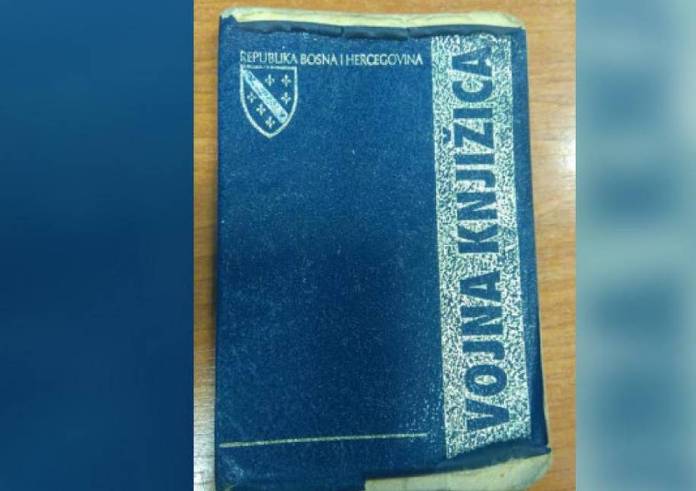 REPUBLIKA BOSNA I HERCEGOVINA
VOJNA KNJIŽICA